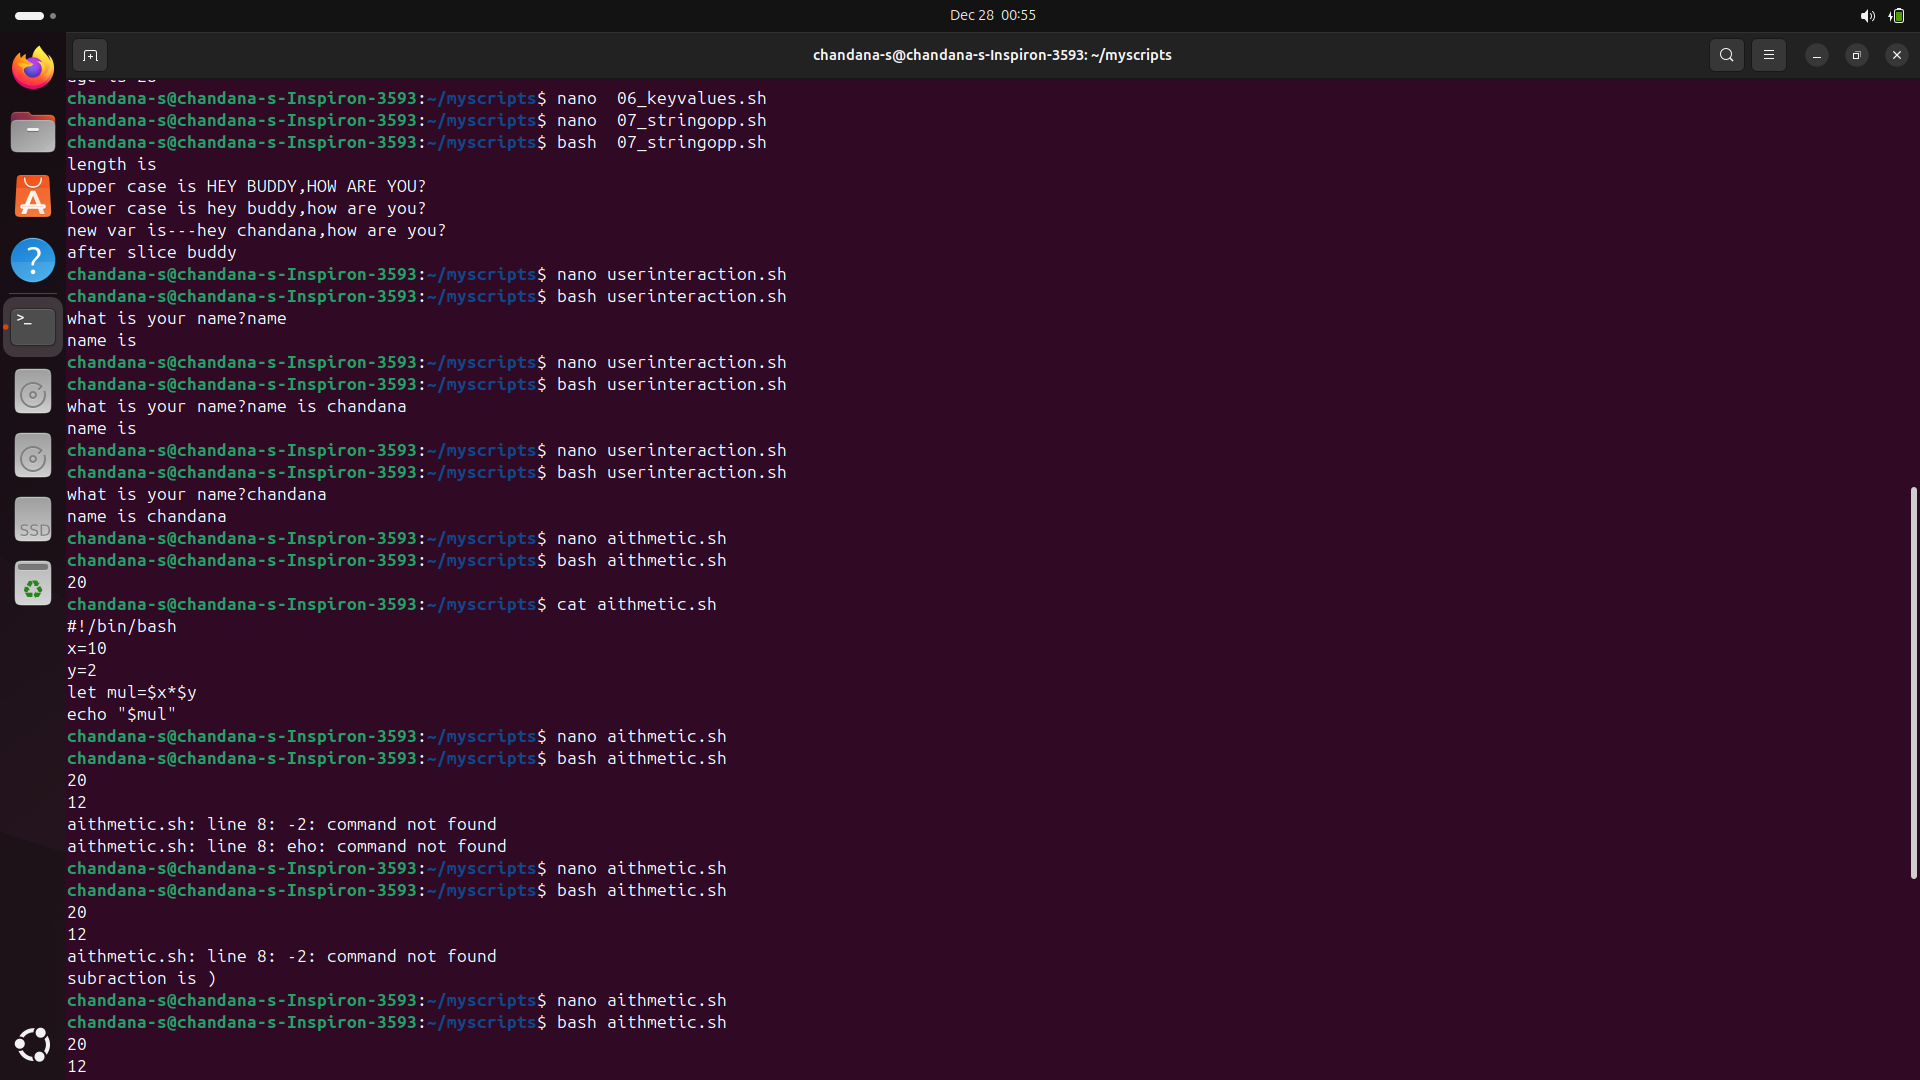 Dec 28 00:55
chandana-s@chandana-s-Inspiron-3593: ~/myscripts
age is 28
chandana-s@chandana-s-Inspiron-3593:~/myscripts$ nano  06_keyvalues.sh
chandana-s@chandana-s-Inspiron-3593:~/myscripts$ nano  07_stringopp.sh
chandana-s@chandana-s-Inspiron-3593:~/myscripts$ bash  07_stringopp.sh
length is
upper case is HEY BUDDY,HOW ARE YOU?
lower case is hey buddy,how are you?
new var is---hey chandana,how are you?
after slice buddy
chandana-s@chandana-s-Inspiron-3593:~/myscripts$ nano userinteraction.sh
chandana-s@chandana-s-Inspiron-3593:~/myscripts$ bash userinteraction.sh
what is your name?name
name is
chandana-s@chandana-s-Inspiron-3593:~/myscripts$ nano userinteraction.sh
chandana-s@chandana-s-Inspiron-3593:~/myscripts$ bash userinteraction.sh
what is your name?name is chandana
name is
chandana-s@chandana-s-Inspiron-3593:~/myscripts$ nano userinteraction.sh
chandana-s@chandana-s-Inspiron-3593:~/myscripts$ bash userinteraction.sh
what is your name?chandana
name is chandana
chandana-s@chandana-s-Inspiron-3593:~/myscripts$ nano aithmetic.sh
chandana-s@chandana-s-Inspiron-3593:~/myscripts$ bash aithmetic.sh
20
chandana-s@chandana-s-Inspiron-3593:~/myscripts$ cat aithmetic.sh
#!/bin/bash
x=10
y=2
let mul=$x*$y
echo "$mul"
chandana-s@chandana-s-Inspiron-3593:~/myscripts$ nano aithmetic.sh
chandana-s@chandana-s-Inspiron-3593:~/myscripts$ bash aithmetic.sh
20
12
aithmetic.sh: line 8: -2: command not found
aithmetic.sh: line 8: eho: command not found
chandana-s@chandana-s-Inspiron-3593:~/myscripts$ nano aithmetic.sh
chandana-s@chandana-s-Inspiron-3593:~/myscripts$ bash aithmetic.sh
20
12
aithmetic.sh: line 8: -2: command not found
subraction is )
chandana-s@chandana-s-Inspiron-3593:~/myscripts$ nano aithmetic.sh
chandana-s@chandana-s-Inspiron-3593:~/myscripts$ bash aithmetic.sh
20
12
SSD